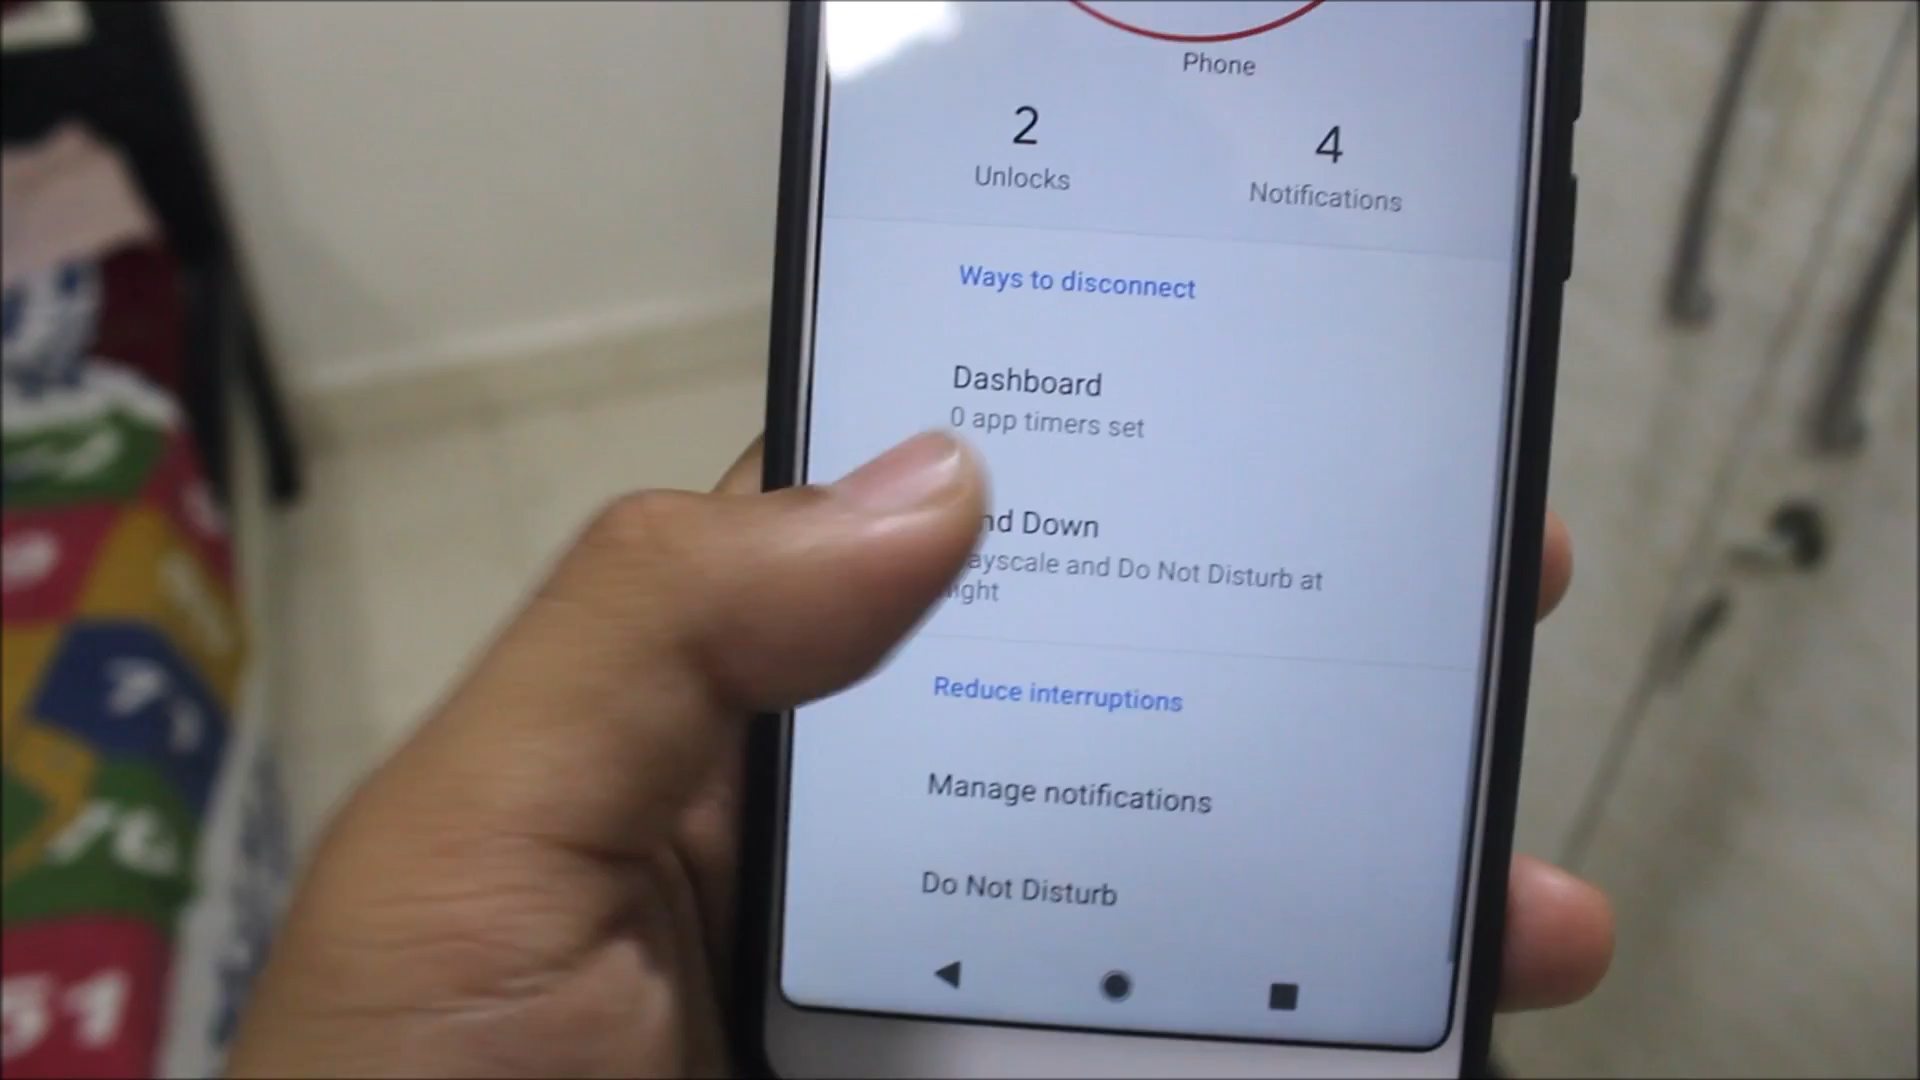 Phone
2
4
Unlocks
Notifications
Ways to disconnect
Dashboard
0 app timers set
nd Down
ayscale and Do Not Disturb at
ight
Reduce interruptions
Manage notifications
Do Not Disturb
51